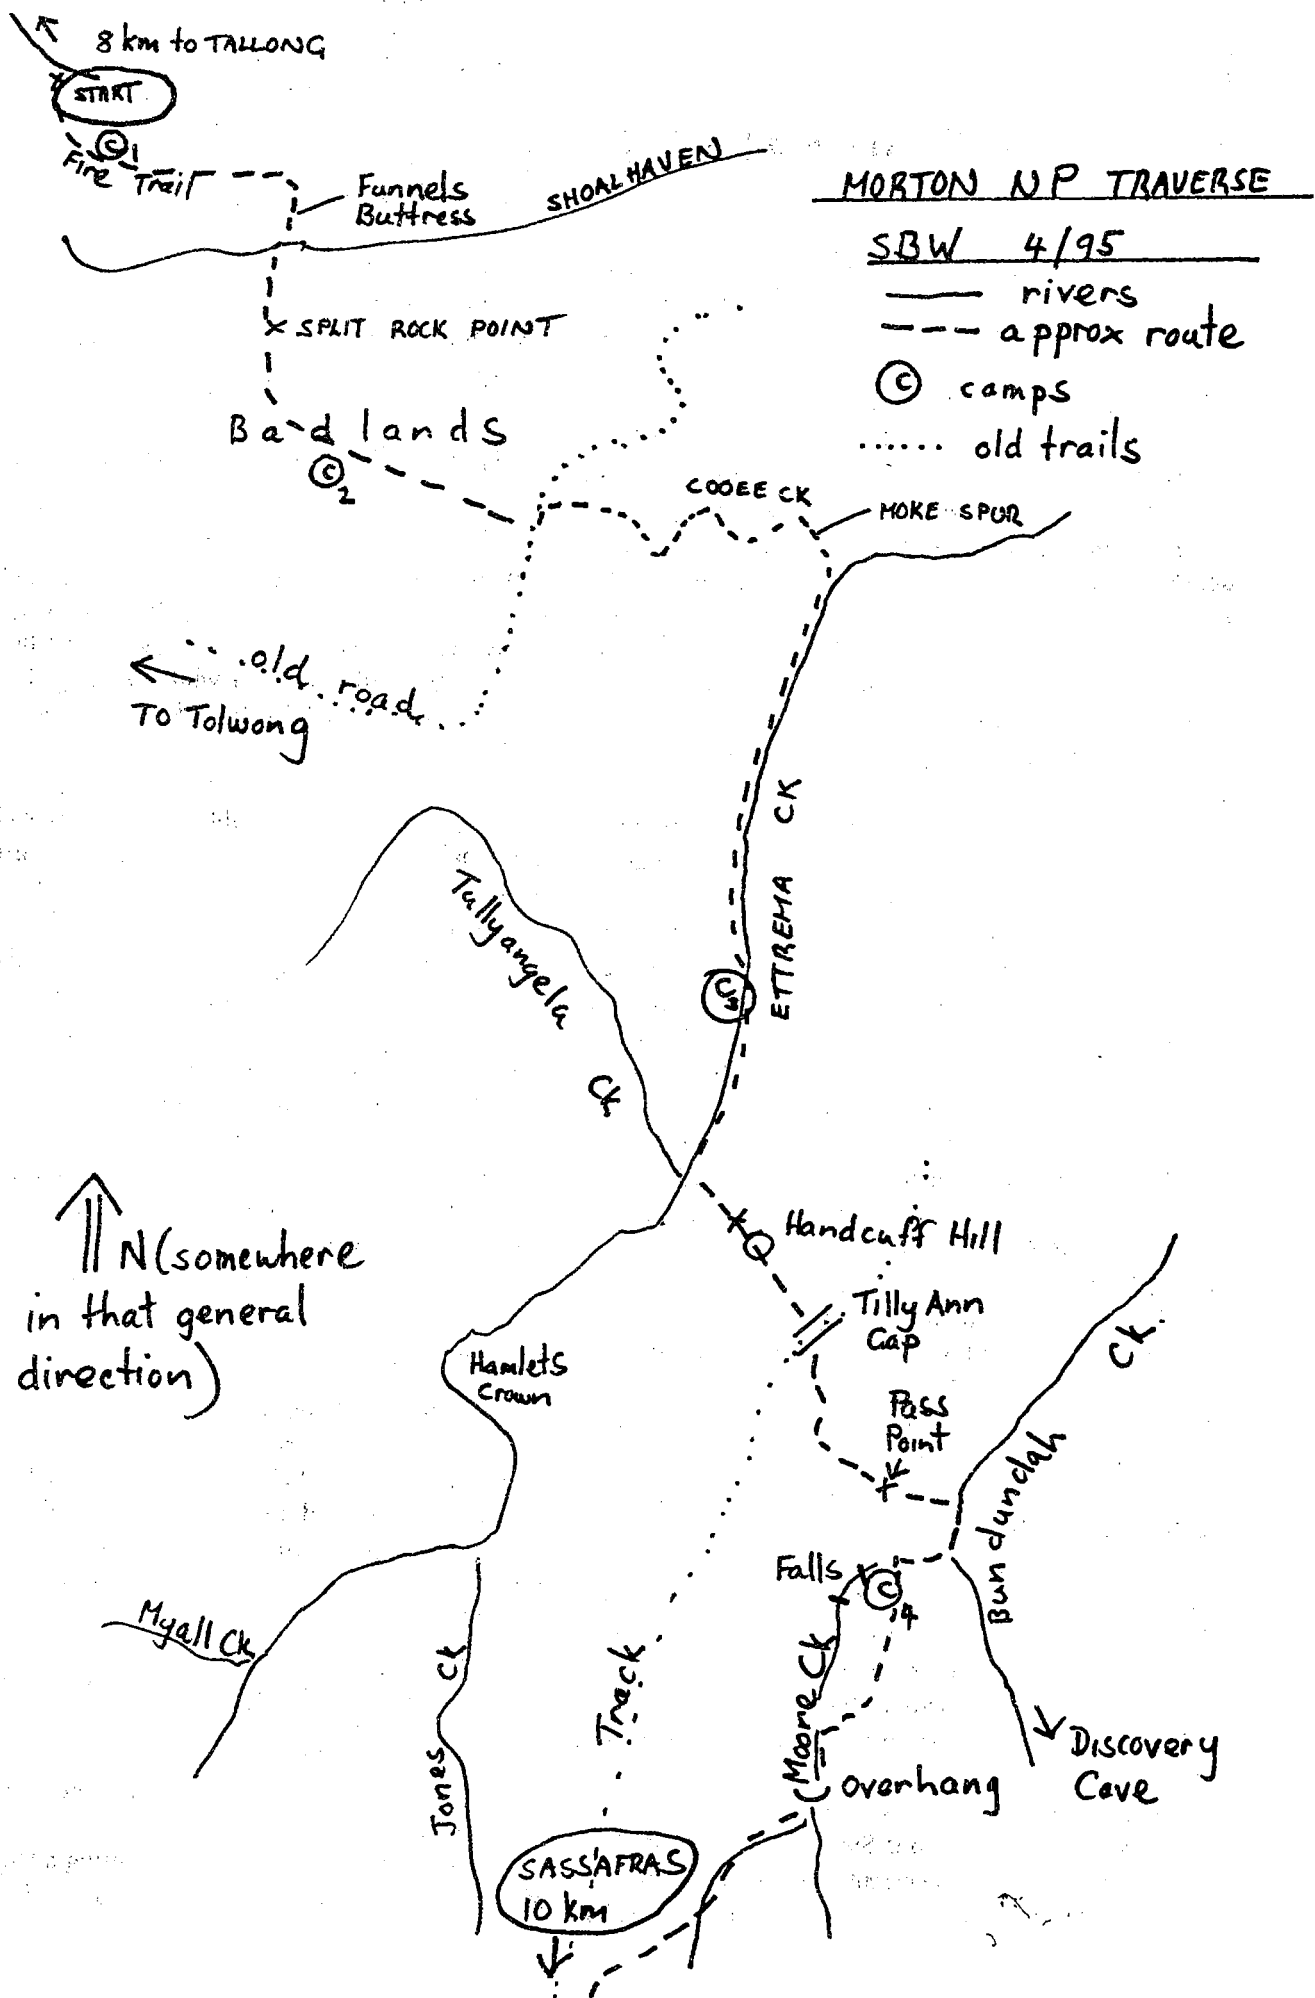 8 km to TALLONG
START
C 1
Fire Trail
Funnels
Buttress
SHOALHAVEN
MORTON NP TRAVERSE
SBW 4/95
rivers
approx route
C camps
old trails
SPLIT ROCK POINT
Badlands
C 2
COOEE CK
MOKE SPUR
old road
TO Tolwong
ETTREMA CK
Tullyangela Ck
C 3
N (somewhere
in that general
direction)
Handcuff Hill
Tilly Ann
Gap
Hamlets
Crown
Pass
Point
Bundundah Ck.
Falls
C 4
Myall Ck
Jones Ck
Track
Moore Ck
Overhang
Discovery
Cave
SASSAFRAS
10 km